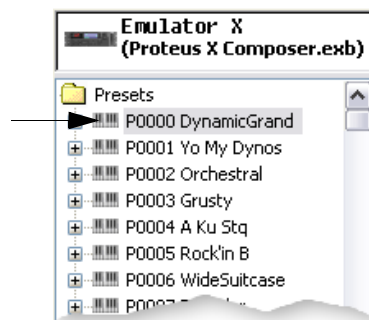 Emulator X
(Proteus X Composer.exb)
Presets
P0000 DynamicGrand
P0001 Yo My Dynos
P0002 Orchestral
P0003 Grusty
P0004 A Ku Stq
P0005 Rock'in B
P0006 WideSuitcase